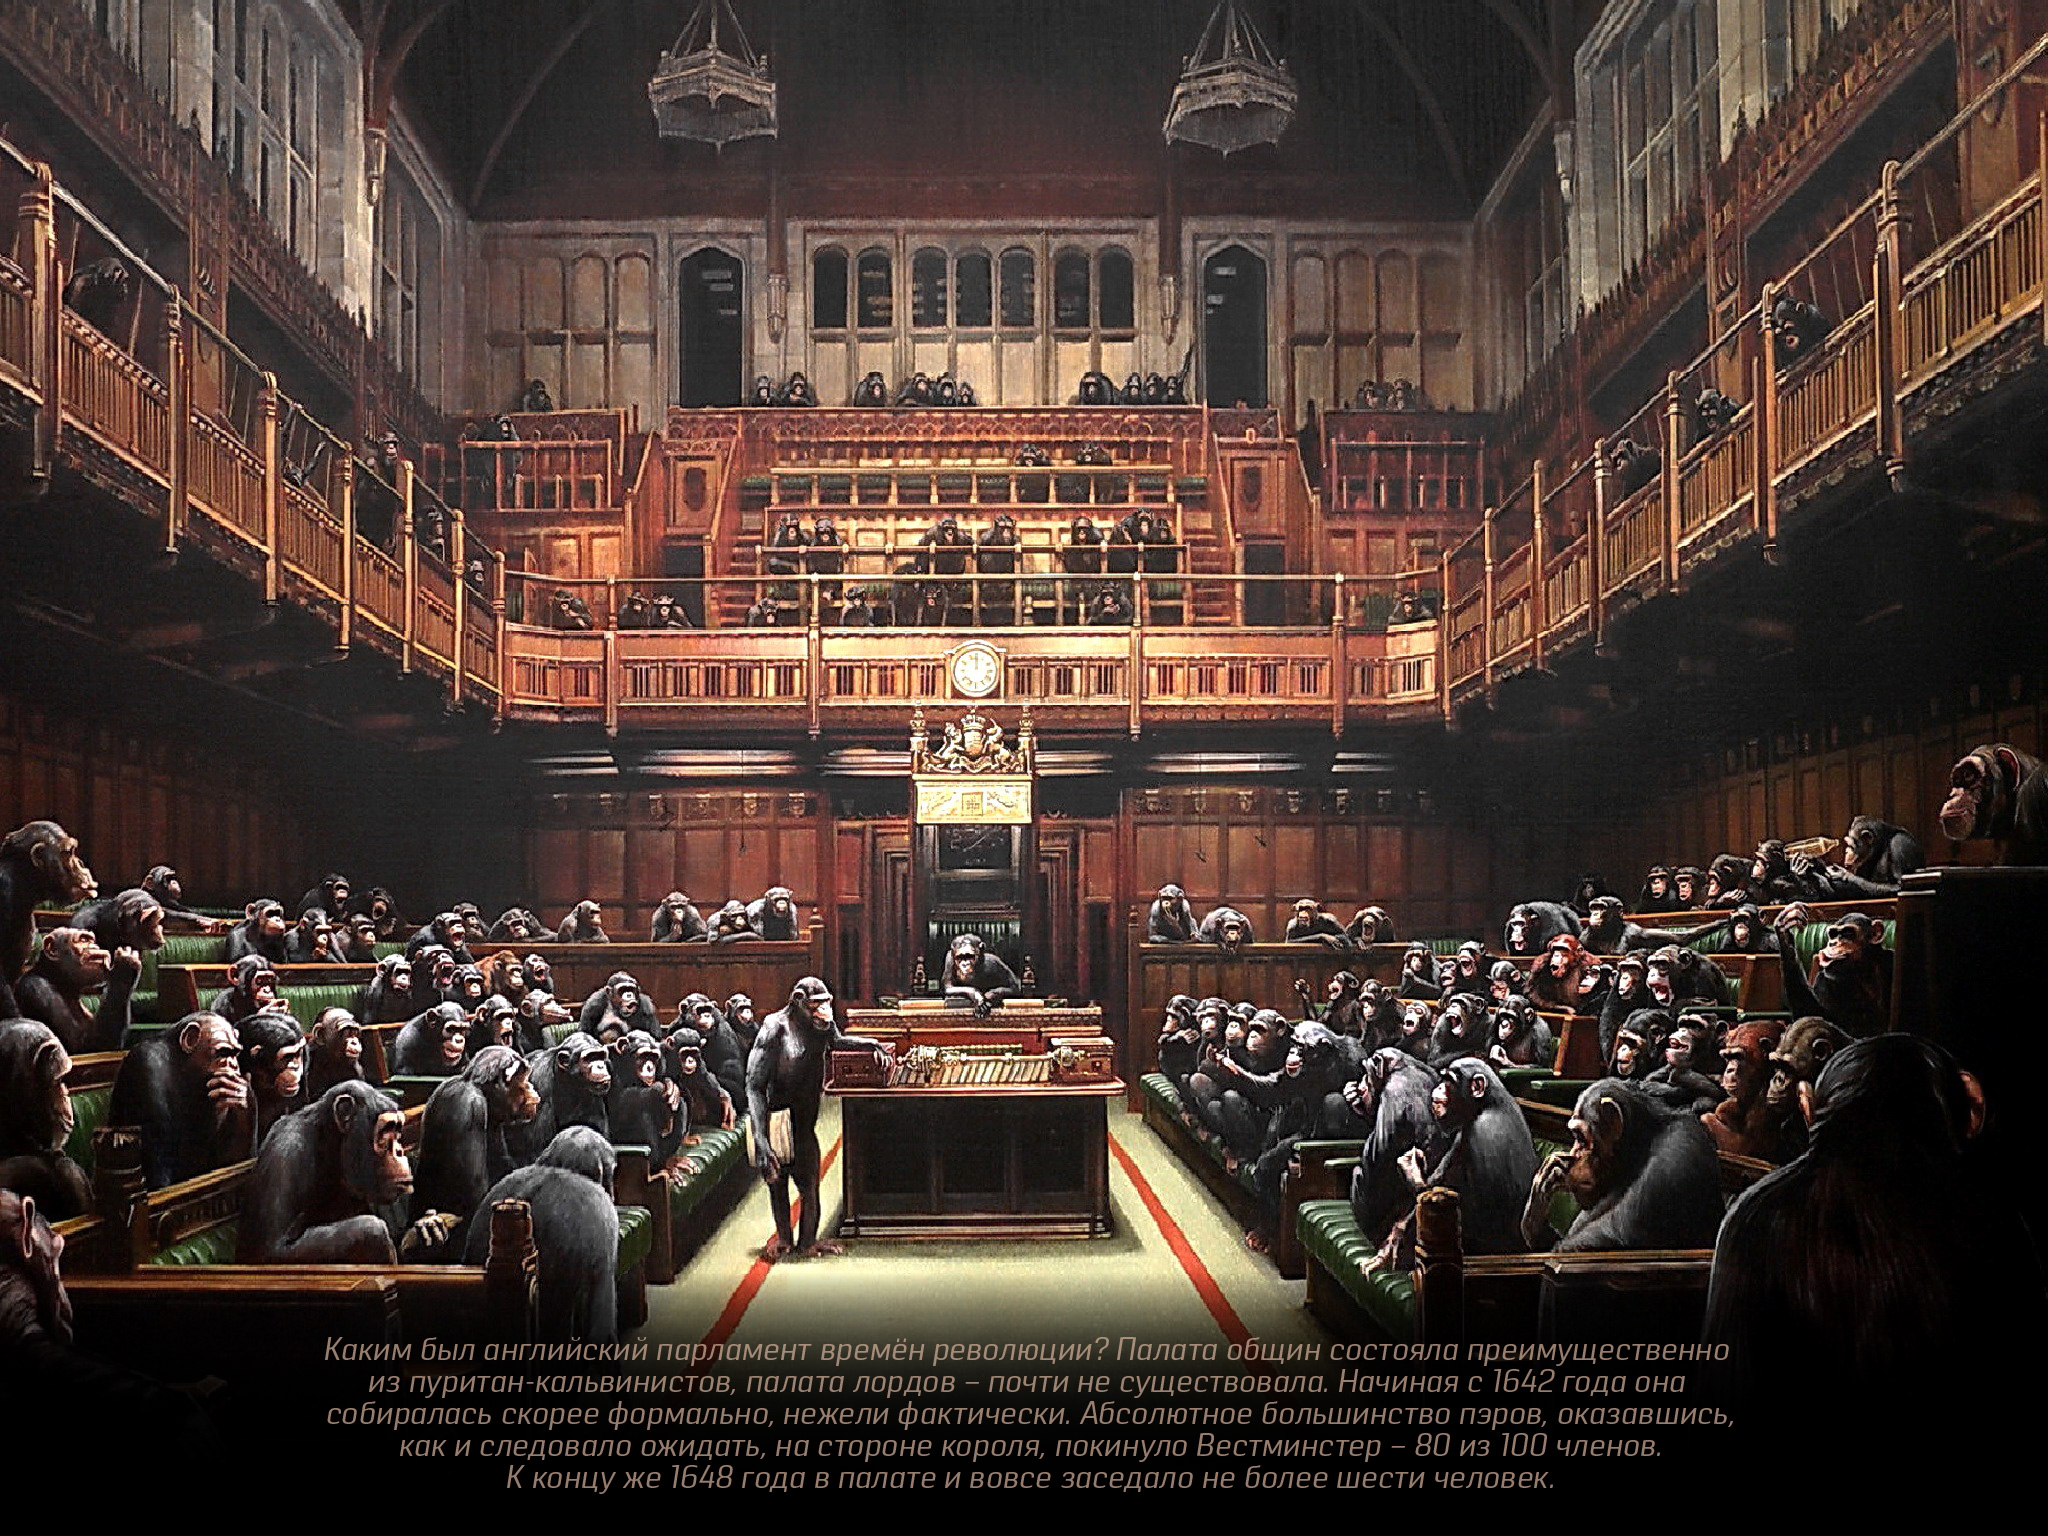 Каким был английский парламент времён революции? Палата общин состояла преимущественно
из пуритан-кальвинистов, палата лордов – почти не существовала. Начиная с 1642 года она
собиралась скорее формально, нежели фактически. Абсолютное большинство пэров, оказавшись,
как и следовало ожидать, на стороне короля, покинуло Вестминстер – 80 из 100 членов.
К концу же 1648 года в палате и вовсе заседало не более шести человек.